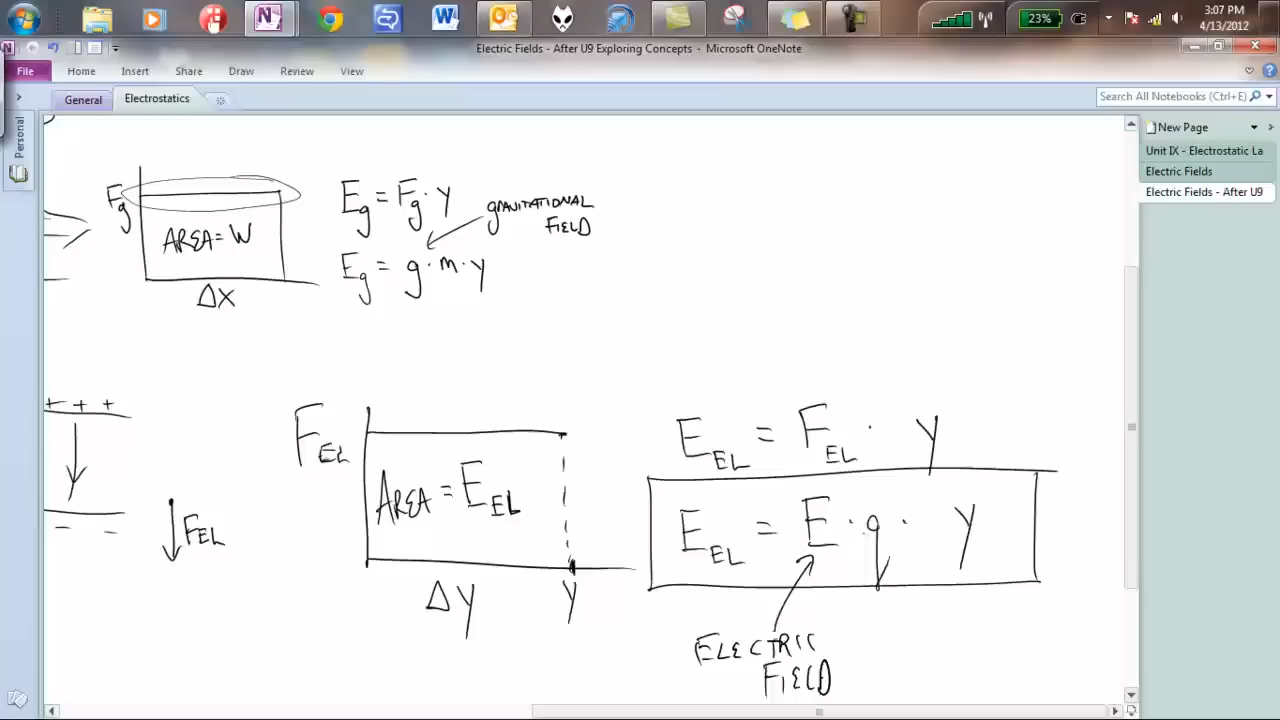 3:07 PM
23%
4/13/2012
Electric Fields - After U9 Exploring Concepts - Microsoft OneNote
File Home Insert Share Draw Review View
General Electrostatics
Search All Notebooks (Ctrl+E)
Personal
New Page
Unit IX - Electrostatic La
Electric Fields
Electric Fields - After U9
Fg
AREA = W
ΔX
Eg = Fg · y
GRAVITATIONAL
FIELD
Eg = g · m · y
+ + +
- -
FEL
FEL
AREA = EEL
Δy y
EEL = FEL · y
EEL = E · q · y
ELECTRIC
FIELD